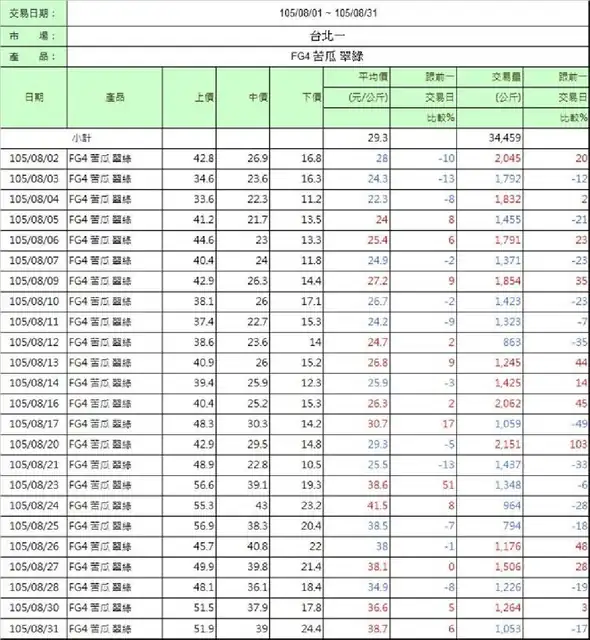 交易日期： 105/08/01 ~ 105/08/31
市 場： 台北一
產 品： FG4 苦瓜 翠綠
日期 產品 上價 中價 下價 平均價 (元/公斤) 跟前一 交易日 比較% 交易量 (公斤) 跟前一 交易日 比較%
小計 29.3 34,459
105/08/02 FG4 苦瓜 翠綠 42.8 26.9 16.8 28 -10 2,045 20
105/08/03 FG4 苦瓜 翠綠 34.6 23.6 16.3 24.3 -13 1,792 -12
105/08/04 FG4 苦瓜 翠綠 33.6 22.3 11.2 22.3 -8 1,832 2
105/08/05 FG4 苦瓜 翠綠 41.2 21.7 13.5 24 8 1,455 -21
105/08/06 FG4 苦瓜 翠綠 44.6 23 13.3 25.4 6 1,791 23
105/08/07 FG4 苦瓜 翠綠 40.4 24 11.8 24.9 -2 1,371 -23
105/08/09 FG4 苦瓜 翠綠 42.9 26.3 14.4 27.2 9 1,854 35
105/08/10 FG4 苦瓜 翠綠 38.1 26 17.1 26.7 -2 1,423 -23
105/08/11 FG4 苦瓜 翠綠 37.4 22.7 15.3 24.2 -9 1,323 -7
105/08/12 FG4 苦瓜 翠綠 38.6 23.6 14 24.7 2 863 -35
105/08/13 FG4 苦瓜 翠綠 40.9 26 15.2 26.8 9 1,245 44
105/08/14 FG4 苦瓜 翠綠 39.4 25.9 12.3 25.9 -3 1,425 14
105/08/16 FG4 苦瓜 翠綠 40.4 25.2 15.3 26.3 2 2,062 45
105/08/17 FG4 苦瓜 翠綠 48.3 30.3 14.2 30.7 17 1,059 -49
105/08/20 FG4 苦瓜 翠綠 42.9 29.5 14.8 29.3 -5 2,151 103
105/08/21 FG4 苦瓜 翠綠 48.9 22.8 10.5 25.5 -13 1,437 -33
105/08/23 FG4 苦瓜 翠綠 56.6 39.1 19.3 38.6 51 1,348 -6
105/08/24 FG4 苦瓜 翠綠 55.3 43 23.2 41.5 8 964 -28
105/08/25 FG4 苦瓜 翠綠 56.9 38.3 20.4 38.5 -7 794 -18
105/08/26 FG4 苦瓜 翠綠 45.7 40.8 22 38 -1 1,176 48
105/08/27 FG4 苦瓜 翠綠 49.9 39.8 21.4 38.1 0 1,506 28
105/08/28 FG4 苦瓜 翠綠 48.1 36.1 18.4 34.9 -8 1,226 -19
105/08/30 FG4 苦瓜 翠綠 51.5 37.9 17.8 36.6 5 1,264 3
105/08/31 FG4 苦瓜 翠綠 51.9 39 24.4 38.7 6 1,053 -17